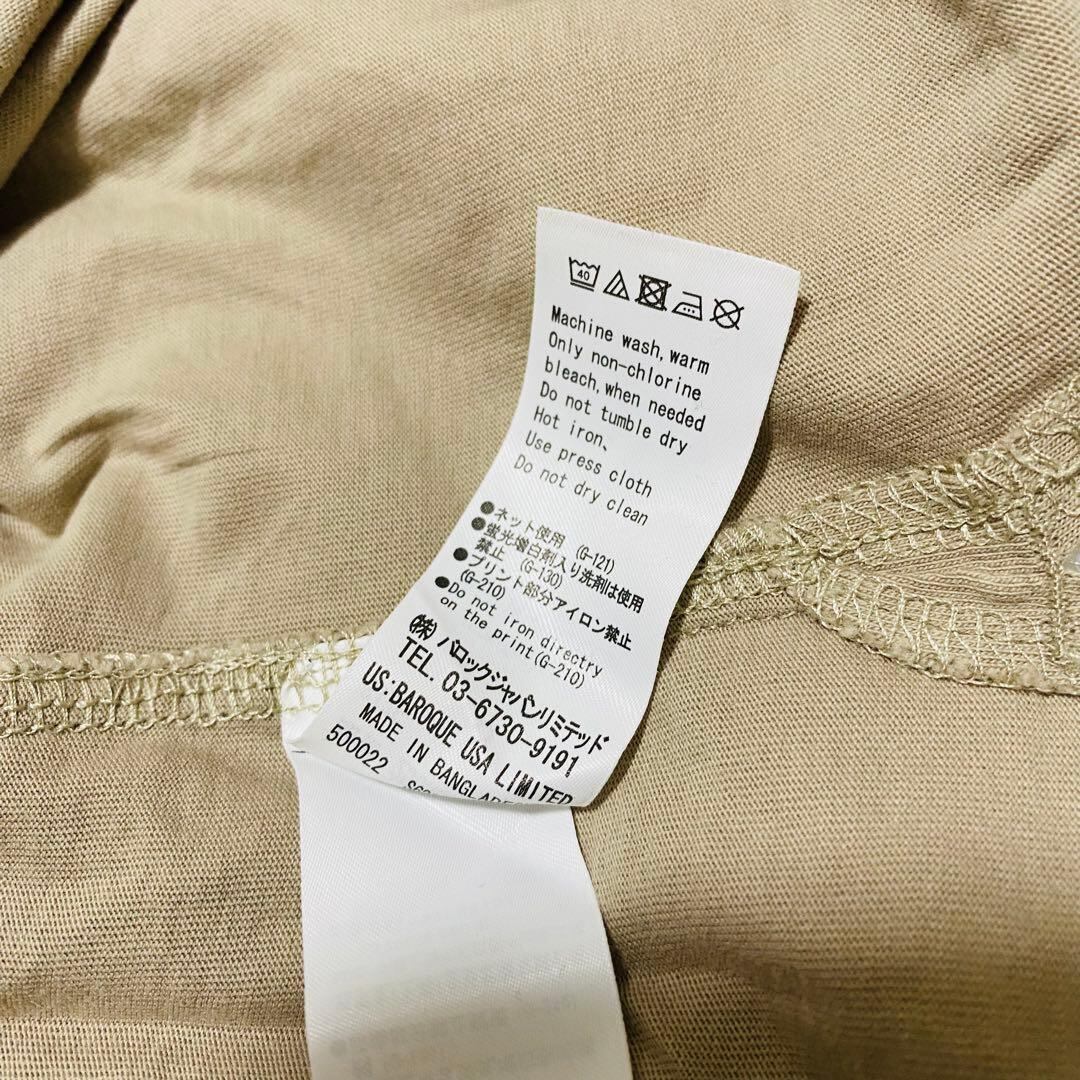 40
Machine wash,warm
Only non-chlorine
bleach,when needed
Do not tumble dry
Hot iron、
Use press cloth
Do not dry clean
●ネット使用 (G-121)
●蛍光増白剤入り洗剤は使用
禁止 (G-130)
●プリント部分アイロン禁止
(G-210)
●Do not iron directry
on the print(G-210)
(株)バロックジャパンリミテッド
TEL. 03-6730-9191
US:BAROQUE USA LIMITED
MADE IN
500022